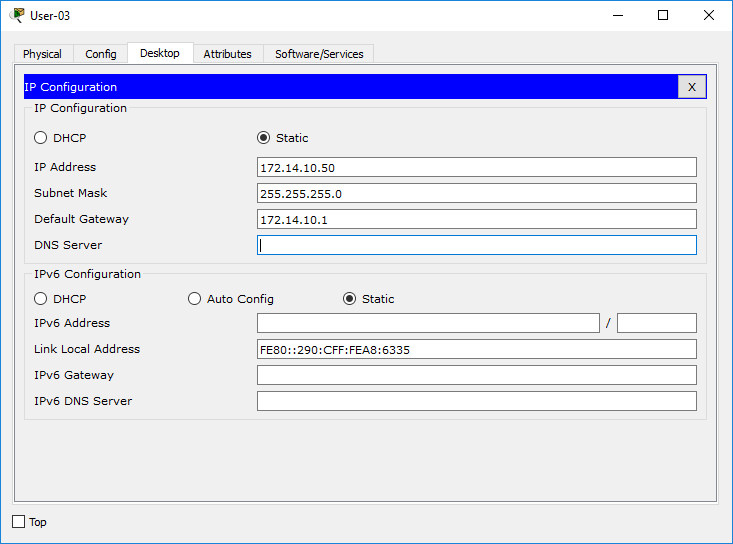 User-03
Physical Config Desktop Attributes Software/Services
IP Configuration X
IP Configuration
DHCP Static
IP Address 172.14.10.50
Subnet Mask 255.255.255.0
Default Gateway 172.14.10.1
DNS Server
IPv6 Configuration
DHCP Auto Config Static
IPv6 Address /
Link Local Address FE80::290:CFF:FEA8:6335
IPv6 Gateway
IPv6 DNS Server
Top